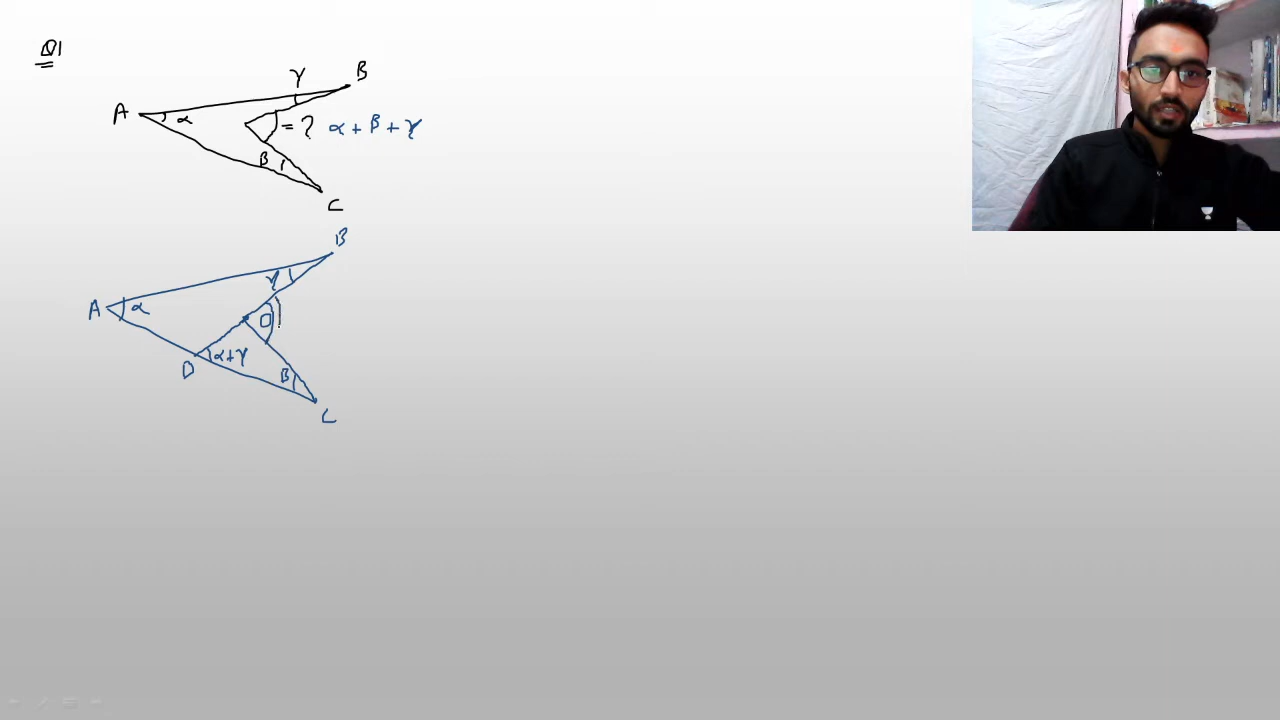 Q1
γ B
A α
= ? α + β + γ
β
C
B
γ
A α
O
α+γ
D β
C